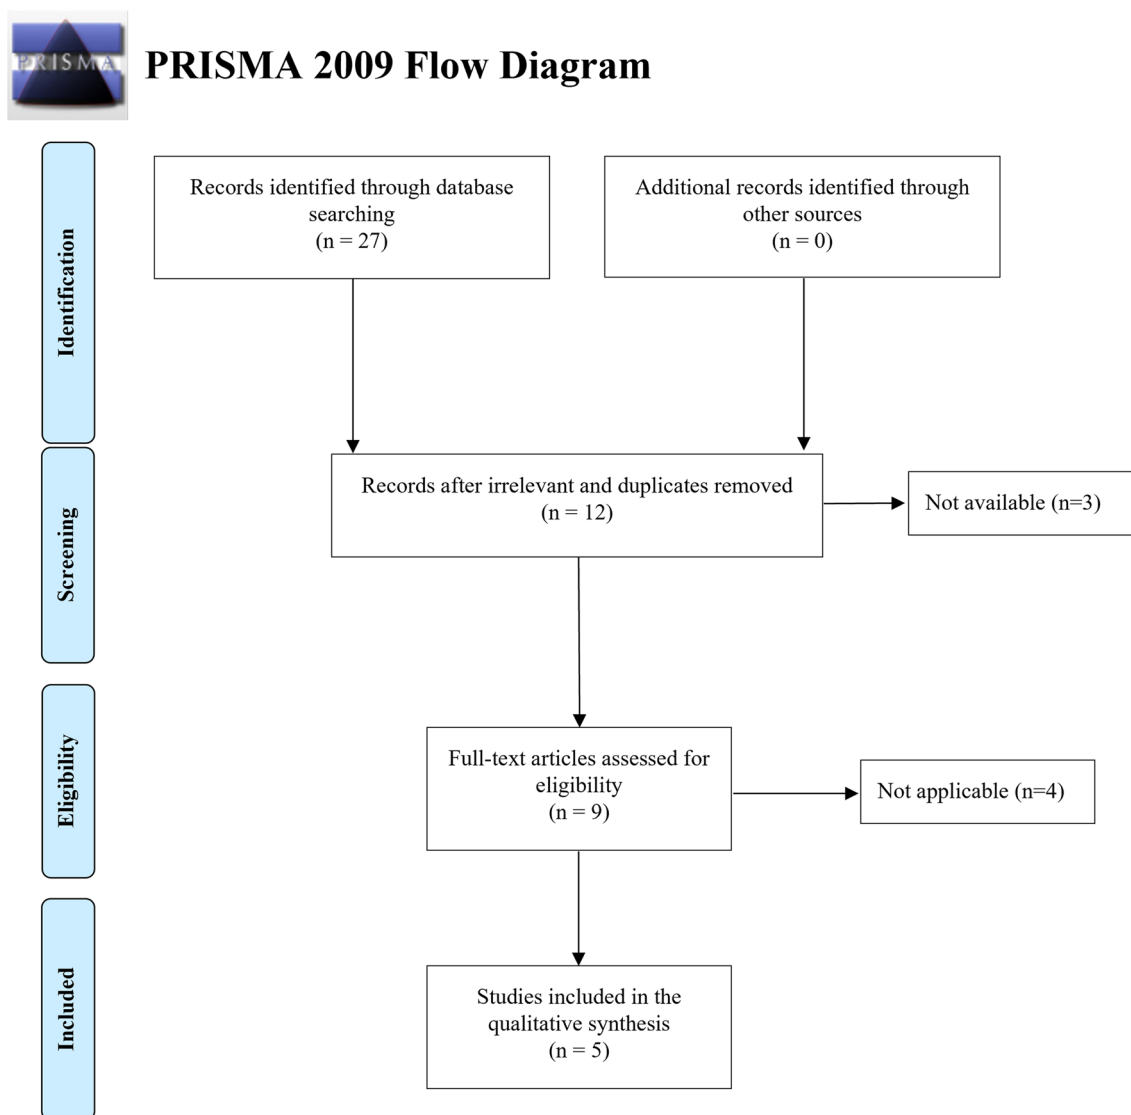 PRISMA
PRISMA 2009 Flow Diagram
Identification
Records identified through database
searching
(n = 27)
Additional records identified through
other sources
(n = 0)
Screening
Records after irrelevant and duplicates removed
(n = 12)
Not available (n=3)
Eligibility
Full-text articles assessed for
eligibility
(n = 9)
Not applicable (n=4)
Included
Studies included in the
qualitative synthesis
(n = 5)